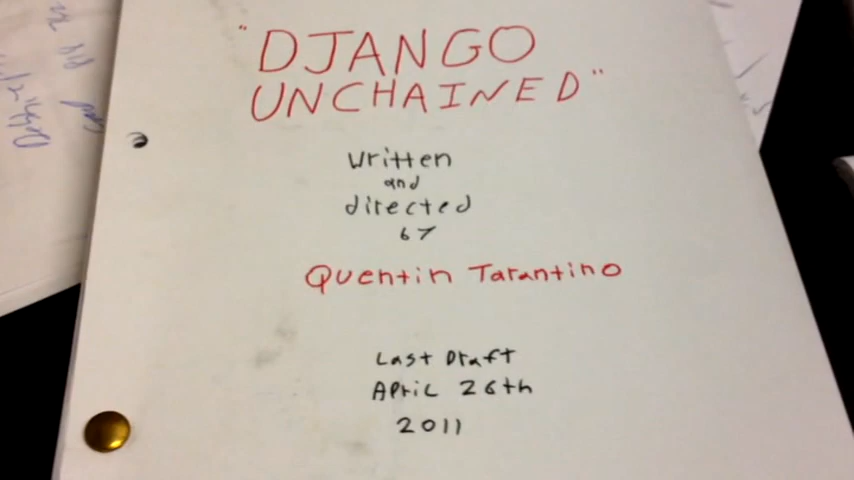 "DJANGO
UNCHAINED"
written
and
directed
by
Quentin Tarantino
Last Draft
April 26th
2011